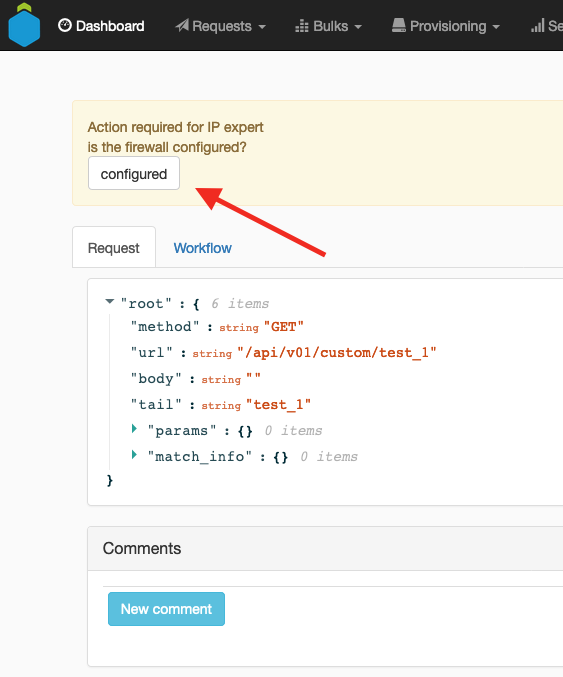 Dashboard Requests Bulks Provisioning Se
Action required for IP expert
is the firewall configured?
configured
Request Workflow
"root" : { 6 items
"method" : string "GET"
"url" : string "/api/v01/custom/test_1"
"body" : string ""
"tail" : string "test_1"
"params" : {} 0 items
"match_info" : {} 0 items
}
Comments
New comment